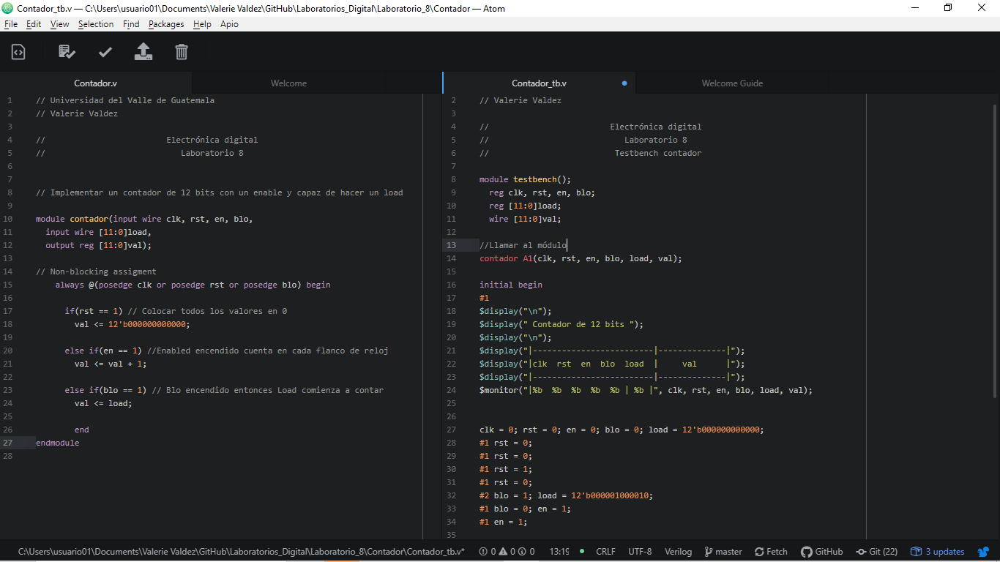 Contador_tb.v — C:\Users\usuario01\Documents\Valerie Valdez\GitHub\Laboratorios_Digital\Laboratorio_8\Contador — Atom
File Edit View Selection Find Packages Help Apio
Contador.v Welcome
1 // Universidad del Valle de Guatemala
2 // Valerie Valdez
3
4 // Electrónica digital
5 // Laboratorio 8
6
7
8 // Implementar un contador de 12 bits con un enable y capaz de hacer un load
9
10 module contador(input wire clk, rst, en, blo,
11 input wire [11:0]load,
12 output reg [11:0]val);
13
14 // Non-blocking assigment
15 always @(posedge clk or posedge rst or posedge blo) begin
16
17 if(rst == 1) // Colocar todos los valores en 0
18 val <= 12'b000000000000;
19
20 else if(en == 1) //Enabled encendido cuenta en cada flanco de reloj
21 val <= val + 1;
22
23 else if(blo == 1) // Blo encendido entonces Load comienza a contar
24 val <= load;
25
26 end
27 endmodule
28
Contador_tb.v Welcome Guide
2 // Valerie Valdez
3
4 // Electrónica digital
5 // Laboratorio 8
6 // Testbench contador
7
8 module testbench();
9 reg clk, rst, en, blo;
10 reg [11:0]load;
11 wire [11:0]val;
12
13 //Llamar al módulo
14 contador A1(clk, rst, en, blo, load, val);
15
16 initial begin
17 #1
18 $display("\n");
19 $display(" Contador de 12 bits ");
20 $display("\n");
21 $display("|-------------------------|--------------|");
22 $display("|clk  rst  en  blo  load  |     val      |");
23 $display("|-------------------------|--------------|");
24 $monitor("|%b  %b  %b  %b  %b | %b |", clk, rst, en, blo, load, val);
25
26
27 clk = 0; rst = 0; en = 0; blo = 0; load = 12'b000000000000;
28 #1 rst = 0;
29 #1 rst = 0;
30 #1 rst = 1;
31 #1 rst = 0;
32 #2 blo = 1; load = 12'b000001000010;
33 #1 blo = 0; en = 1;
34 #1 en = 1;
35
C:\Users\usuario01\Documents\Valerie Valdez\GitHub\Laboratorios_Digital\Laboratorio_8\Contador\Contador_tb.v* 0 0 0 13:19 CRLF UTF-8 Verilog master Fetch GitHub Git (22) 3 updates